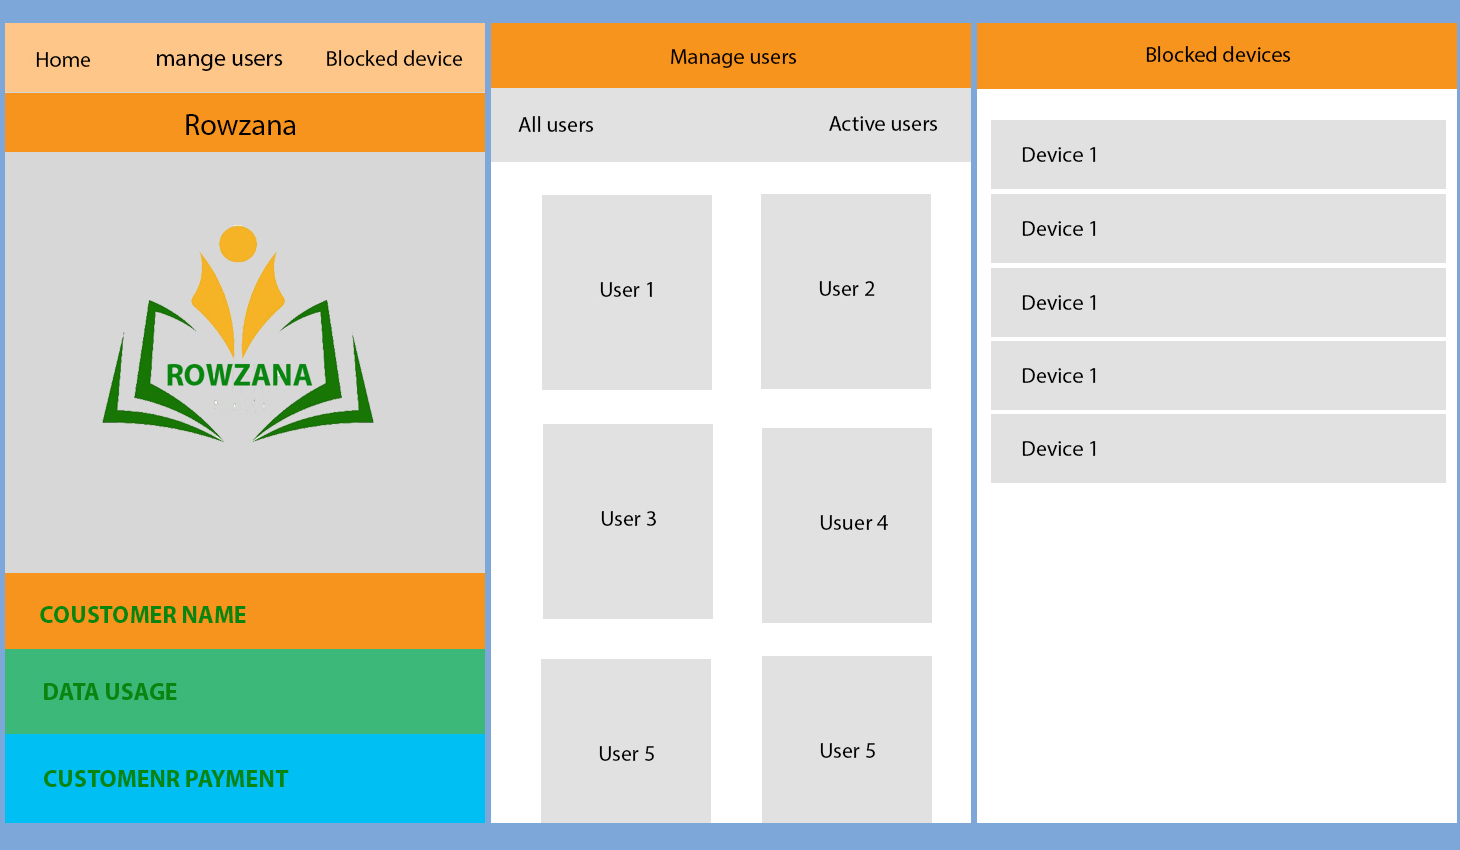 Home mange users Blocked device
Rowzana
ROWZANA
COUSTOMER NAME
DATA USAGE
CUSTOMENR PAYMENT
Manage users
All users Active users
User 1 User 2
User 3 Usuer 4
User 5 User 5
Blocked devices
Device 1
Device 1
Device 1
Device 1
Device 1